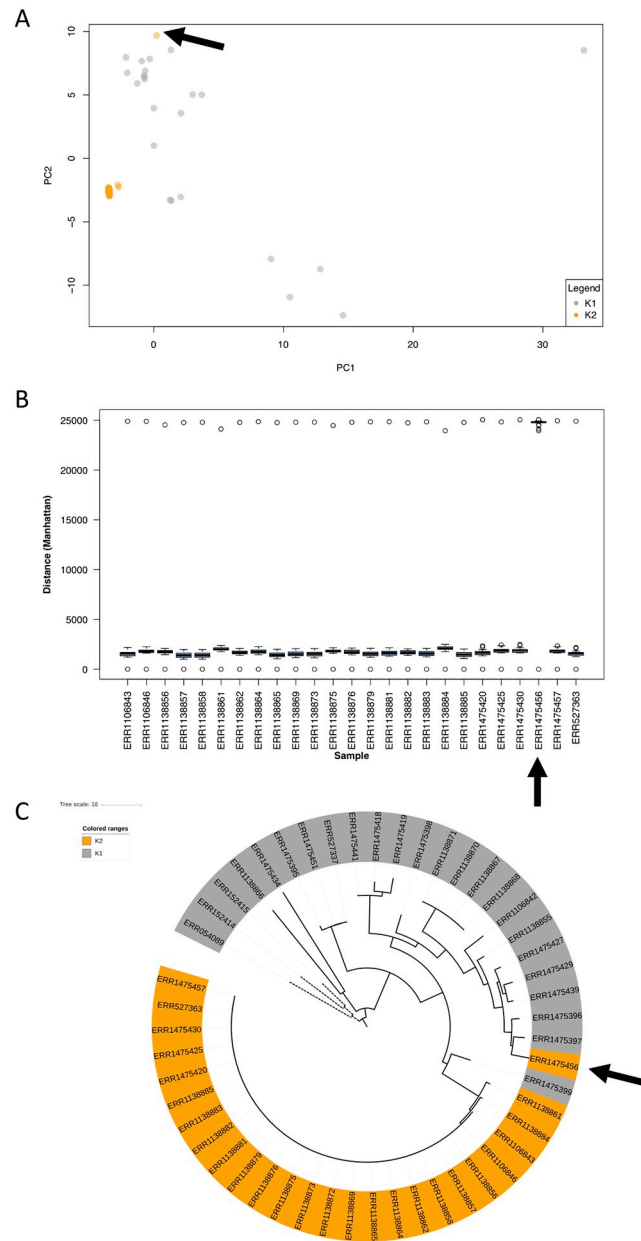 A
10
5
0
−5
−10
PC2
0
10
20
30
PC1
Legend
K1
K2
B
25000
20000
15000
10000
5000
0
Distance (Manhattan)
ERR1106843
ERR1106846
ERR1138856
ERR1138857
ERR1138858
ERR1138861
ERR1138862
ERR1138864
ERR1138865
ERR1138869
ERR1138873
ERR1138875
ERR1138876
ERR1138879
ERR1138881
ERR1138882
ERR1138883
ERR1138884
ERR1138885
ERR1475420
ERR1475425
ERR1475430
ERR1475456
ERR1475457
ERR527363
Sample
C
Tree scale: 10
Colored ranges
K2
K1
ERR054089
ERR152414
ERR152415
ERR1138866
ERR1475434
ERR1475395
ERR1475451
ERR527337
ERR1475441
ERR1475418
ERR1475419
ERR1475398
ERR1138871
ERR1138870
ERR1138867
ERR1138868
ERR1106842
ERR1138855
ERR1475427
ERR1475429
ERR1475439
ERR1475396
ERR1475397
ERR1475456
ERR1475399
ERR1138861
ERR1138884
ERR1106843
ERR1106846
ERR1138856
ERR1138857
ERR1138858
ERR1138862
ERR1138864
ERR1138865
ERR1138869
ERR1138872
ERR1138873
ERR1138875
ERR1138876
ERR1138879
ERR1138881
ERR1138882
ERR1138883
ERR1138885
ERR1475420
ERR1475425
ERR1475430
ERR527363
ERR1475457